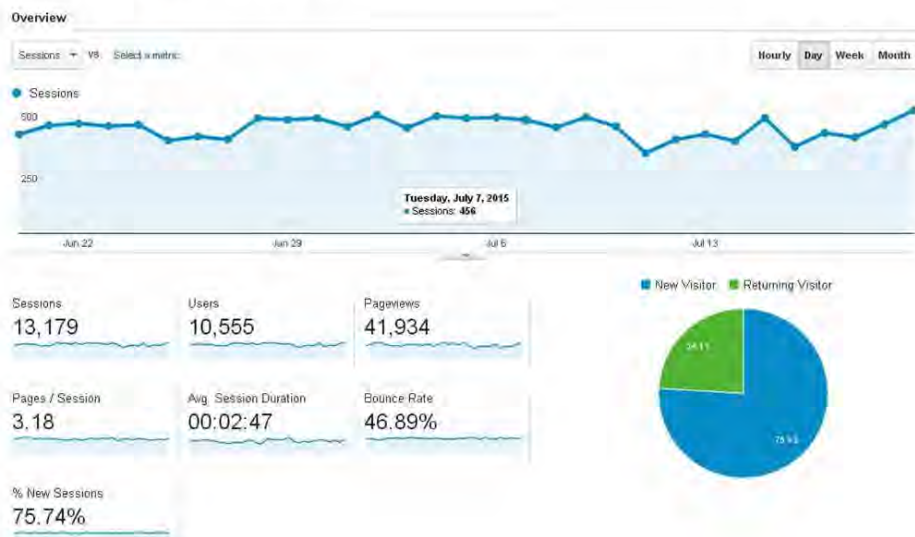 Overview
Sessions vs Select a metric
Hourly Day Week Month
Sessions
500
250
Tuesday, July 7, 2015
Sessions: 456
Jun 22 Jun 29 Jul 6 Jul 13
New Visitor Returning Visitor
Sessions Users Pageviews
13,179 10,555 41,934
Pages / Session Avg. Session Duration Bounce Rate
3.18 00:02:47 46.89%
% New Sessions
75.74%